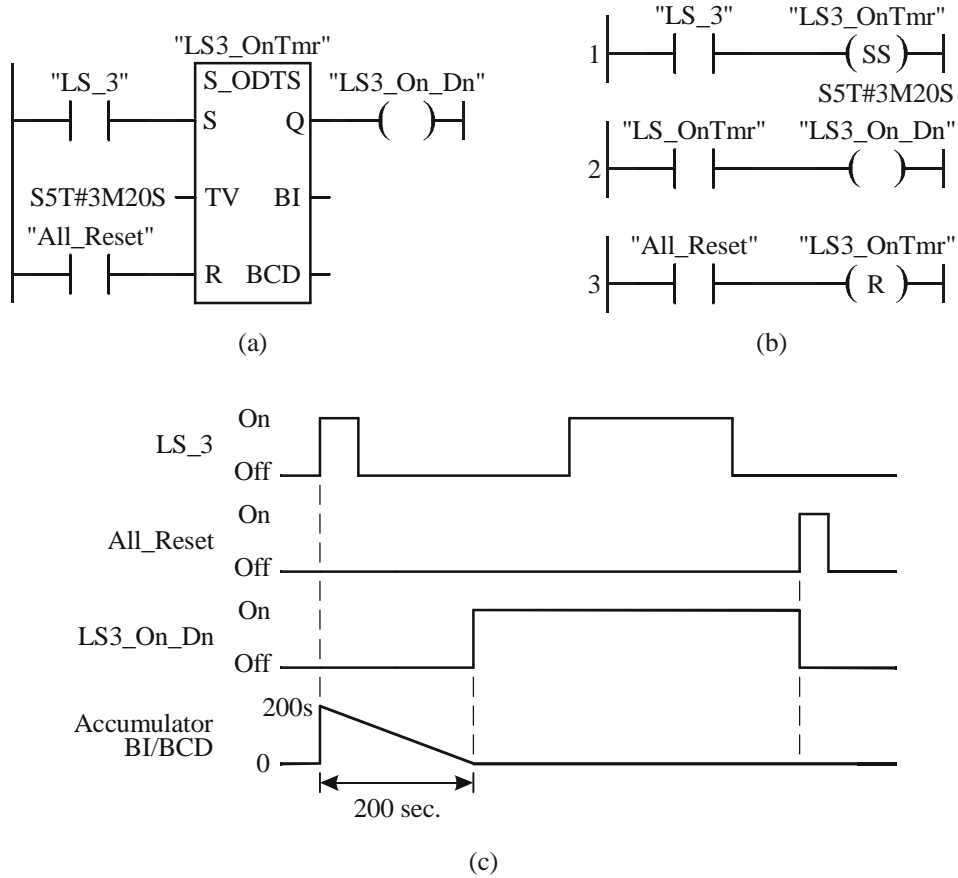 "LS3_OnTmr"
"LS_3"
S_ODTS
"LS3_On_Dn"
S
Q
S5T#3M20S
TV
BI
"All_Reset"
R
BCD
(a)
"LS_3"
"LS3_OnTmr"
1
SS
S5T#3M20S
"LS_OnTmr"
"LS3_On_Dn"
2
"All_Reset"
"LS3_OnTmr"
3
R
(b)
On
LS_3
Off
On
All_Reset
Off
On
LS3_On_Dn
Off
200s
Accumulator
BI/BCD
0
200 sec.
(c)